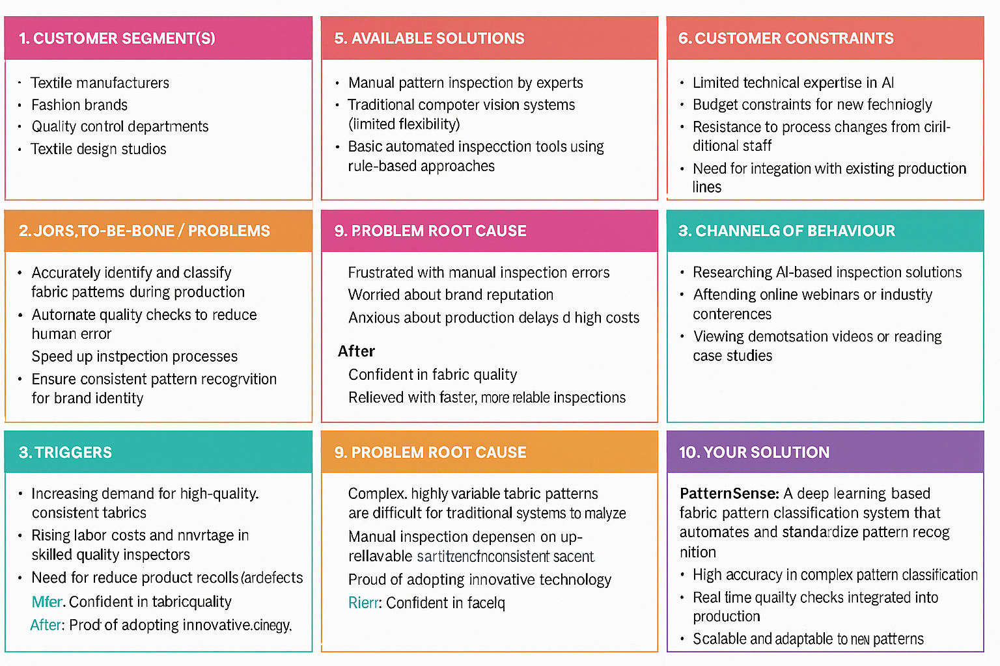 1. CUSTOMER SEGMENT(S)
• Textile manufacturers
• Fashion brands
• Quality control departments
• Textile design studios
5. AVAILABLE SOLUTIONS
• Manual pattern inspection by experts
• Traditional compoter vision systems
(limited flexibility)
• Basic automated inspecction tools using
rule-based approaches
6. CUSTOMER CONSTRAINTS
• Limited technical expertise in AI
• Budget constraints for new fechniogly
• Resistance to process changes from ciril-
ditional staff
• Need for integation with existing production
lines
2. JORS,TO-BE-BONE / PROBLEMS
• Accurately identify and classify
fabric pattems during production
• Autornate quality checks to reduce
human error
Speed up instpection processes
• Ensure consistent pattern recogrvition
for brand identity
9. PROBLEM ROOT CAUSE
Frustrated with manual inspection errors
Worried about brand reputation
Anxious about production delays d high costs
After
Confident in fabric quality
Relieved with faster, more relable inspections
3. CHANNELG OF BEHAVIOUR
• Researching AI-based inspection solutions
• Aftending online webinars or industiy
conterences
• Viewing demotsation videos or reading
case studies
3. TRIGGERS
• Increasing demand for high-quality.
consistent tabrics
• Rising labor costs and nnvrtage in
skilled quality inspectors
• Need for reduce product recolls (ardefects
Mfer. Confident in tabricquality
After: Prod of adopting innovative.cinegy.
9. PROBLEM ROOT CAUSE
Complex. highly variable tabric patterns
are difficult for traditional systems to malyze
Manual inspection depensen on up-
rellavable sacent
Proud of adopting innovative technology
Rierr: Confident in facelq
10. YOUR SOLUTION
PatternSense: A deep learning based
fabric pattern classification system that
automates and standardize pattern recog
nition
• High accuracy in complex pattern classification
• Real time quailty checks integrated into
production
• Scalable and adaptable to new patterns